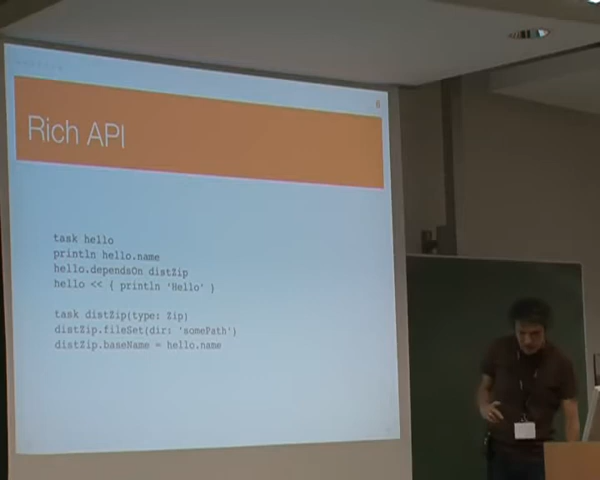 8
Rich API
task hello
println hello.name
hello.dependsOn distZip
hello << { println 'Hello' }
task distZip(type: Zip)
distZip.fileSet(dir: 'somePath')
distZip.baseName = hello.name